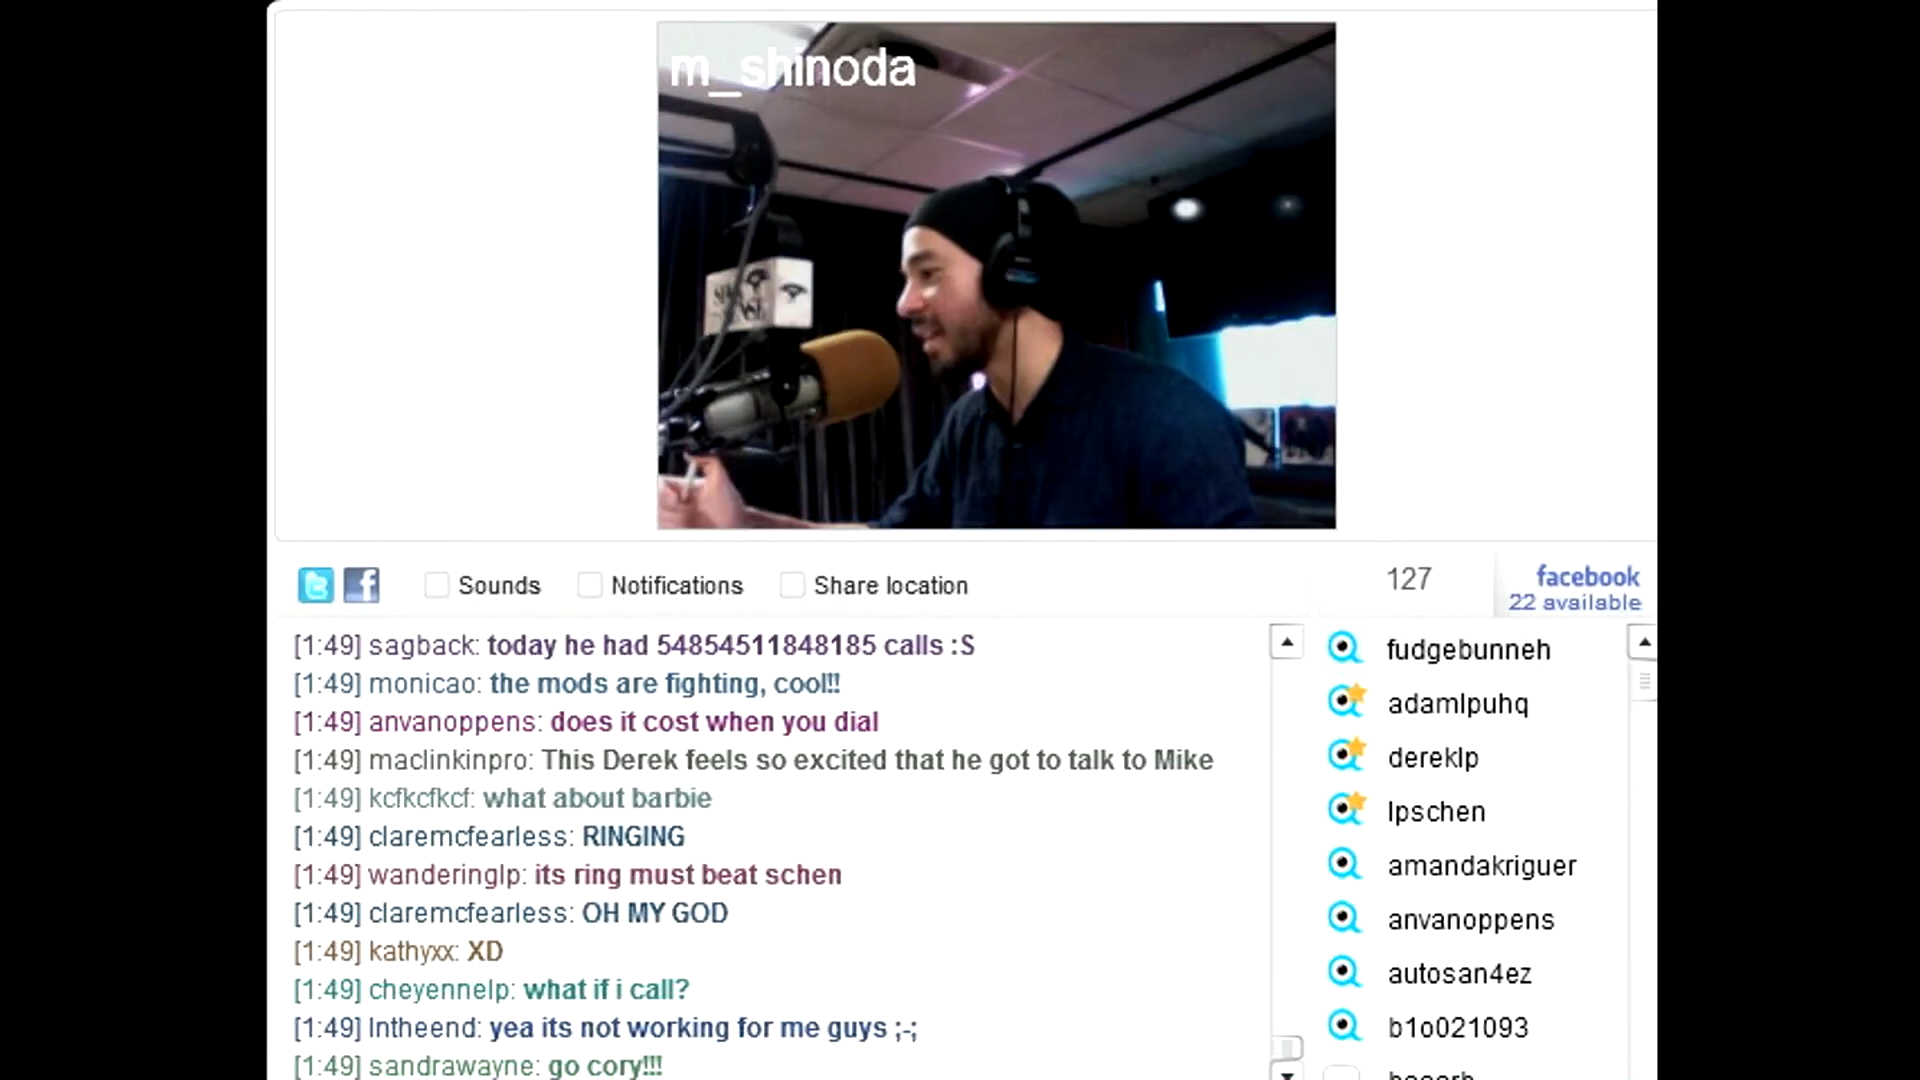 m_shinoda
Sounds
Notifications
Share location
127
facebook
22 available
[1:49] sagback: today he had 54854511848185 calls :S
[1:49] monicao: the mods are fighting, cool!!
[1:49] anvanoppens: does it cost when you dial
[1:49] maclinkinpro: This Derek feels so excited that he got to talk to Mike
[1:49] kcfkcfkcf: what about barbie
[1:49] claremcfearless: RINGING
[1:49] wanderinglp: its ring must beat schen
[1:49] claremcfearless: OH MY GOD
[1:49] kathyxx: XD
[1:49] cheyennelp: what if i call?
[1:49] lntheend: yea its not working for me guys ;-;
[1:49] sandrawayne: go cory!!!
fudgebunneh
adamlpuhq
dereklp
lpschen
amandakriguer
anvanoppens
autosan4ez
b1o021093